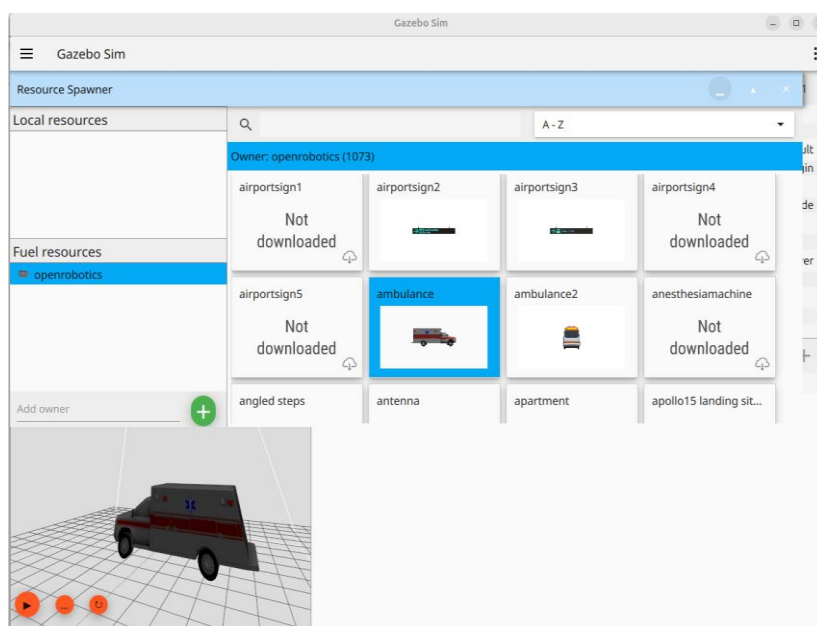 Gazebo Sim
Gazebo Sim
Resource Spawner
Local resources
A - Z
Owner: openrobotics (1073)
airportsign1
airportsign2
airportsign3
airportsign4
Not
downloaded
Not
downloaded
Fuel resources
openrobotics
airportsign5
ambulance
ambulance2
anesthesiamachine
Not
downloaded
Not
downloaded
angled steps
antenna
apartment
apollo15 landing sit...
Add owner